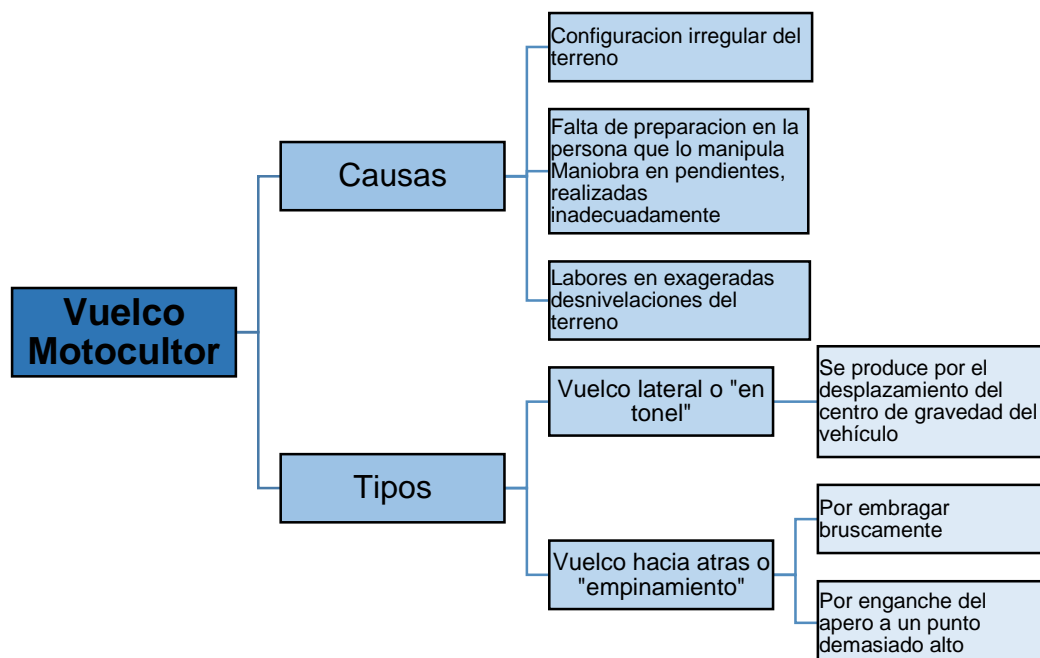 Vuelco
Motocultor
Causas
Configuracion irregular del
terreno
Falta de preparacion en la
persona que lo manipula
Maniobra en pendientes,
realizadas
inadecuadamente
Labores en exageradas
desnivelaciones del
terreno
Tipos
Vuelco lateral o "en
tonel"
Se produce por el
desplazamiento del
centro de gravedad del
vehículo
Vuelco hacia atras o
"empinamiento"
Por embragar
bruscamente
Por enganche del
apero a un punto
demasiado alto